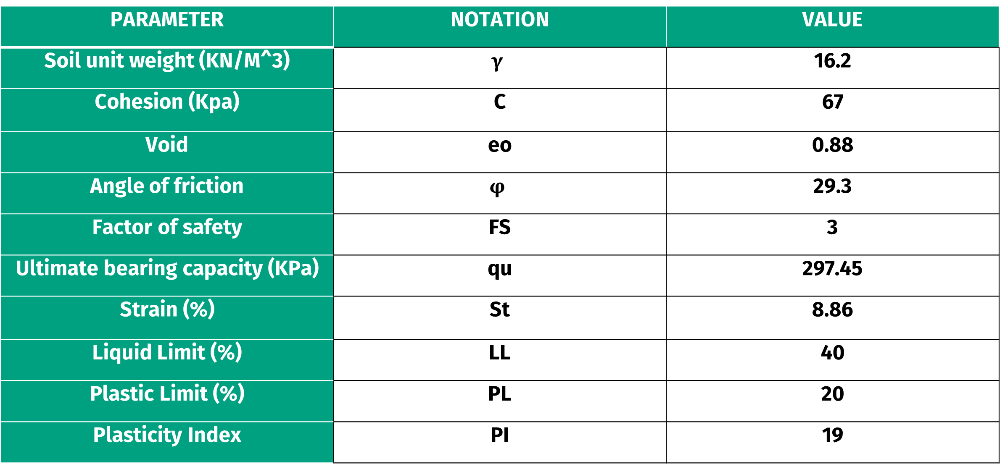 PARAMETER NOTATION VALUE
Soil unit weight (KN/M^3) γ 16.2
Cohesion (Kpa) C 67
Void eo 0.88
Angle of friction φ 29.3
Factor of safety FS 3
Ultimate bearing capacity (KPa) qu 297.45
Strain (%) St 8.86
Liquid Limit (%) LL 40
Plastic Limit (%) PL 20
Plasticity Index PI 19